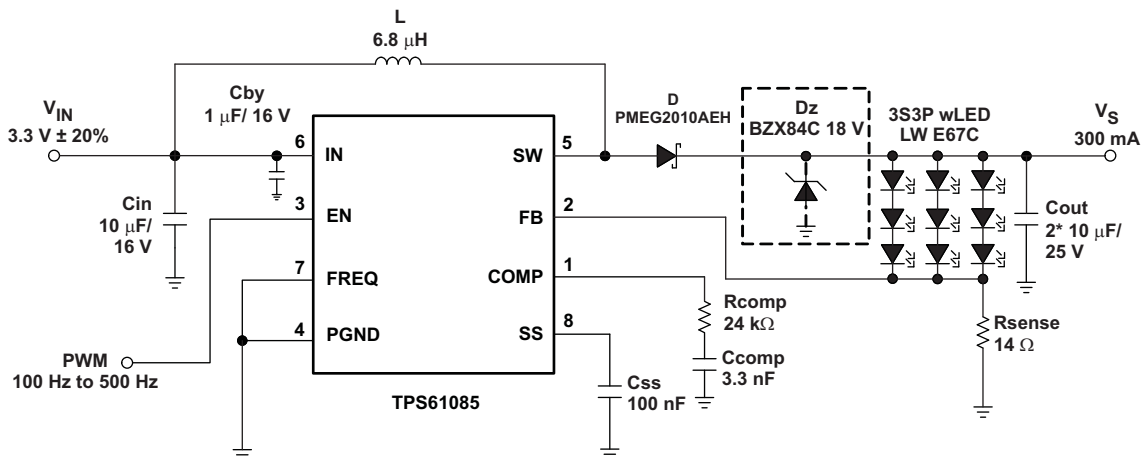 L
6.8 μH
VIN
3.3 V ± 20%
Cby
1 μF/ 16 V
D
PMEG2010AEH
Dz
BZX84C 18 V
3S3P wLED
LW E67C
VS
300 mA
6
IN
SW
5
Cin
10 μF/
16 V
3
EN
FB
2
Cout
2* 10 μF/
25 V
7
FREQ
COMP
1
Rcomp
24 kΩ
4
PGND
SS
8
Rsense
14 Ω
PWM
100 Hz to 500 Hz
Ccomp
3.3 nF
Css
100 nF
TPS61085